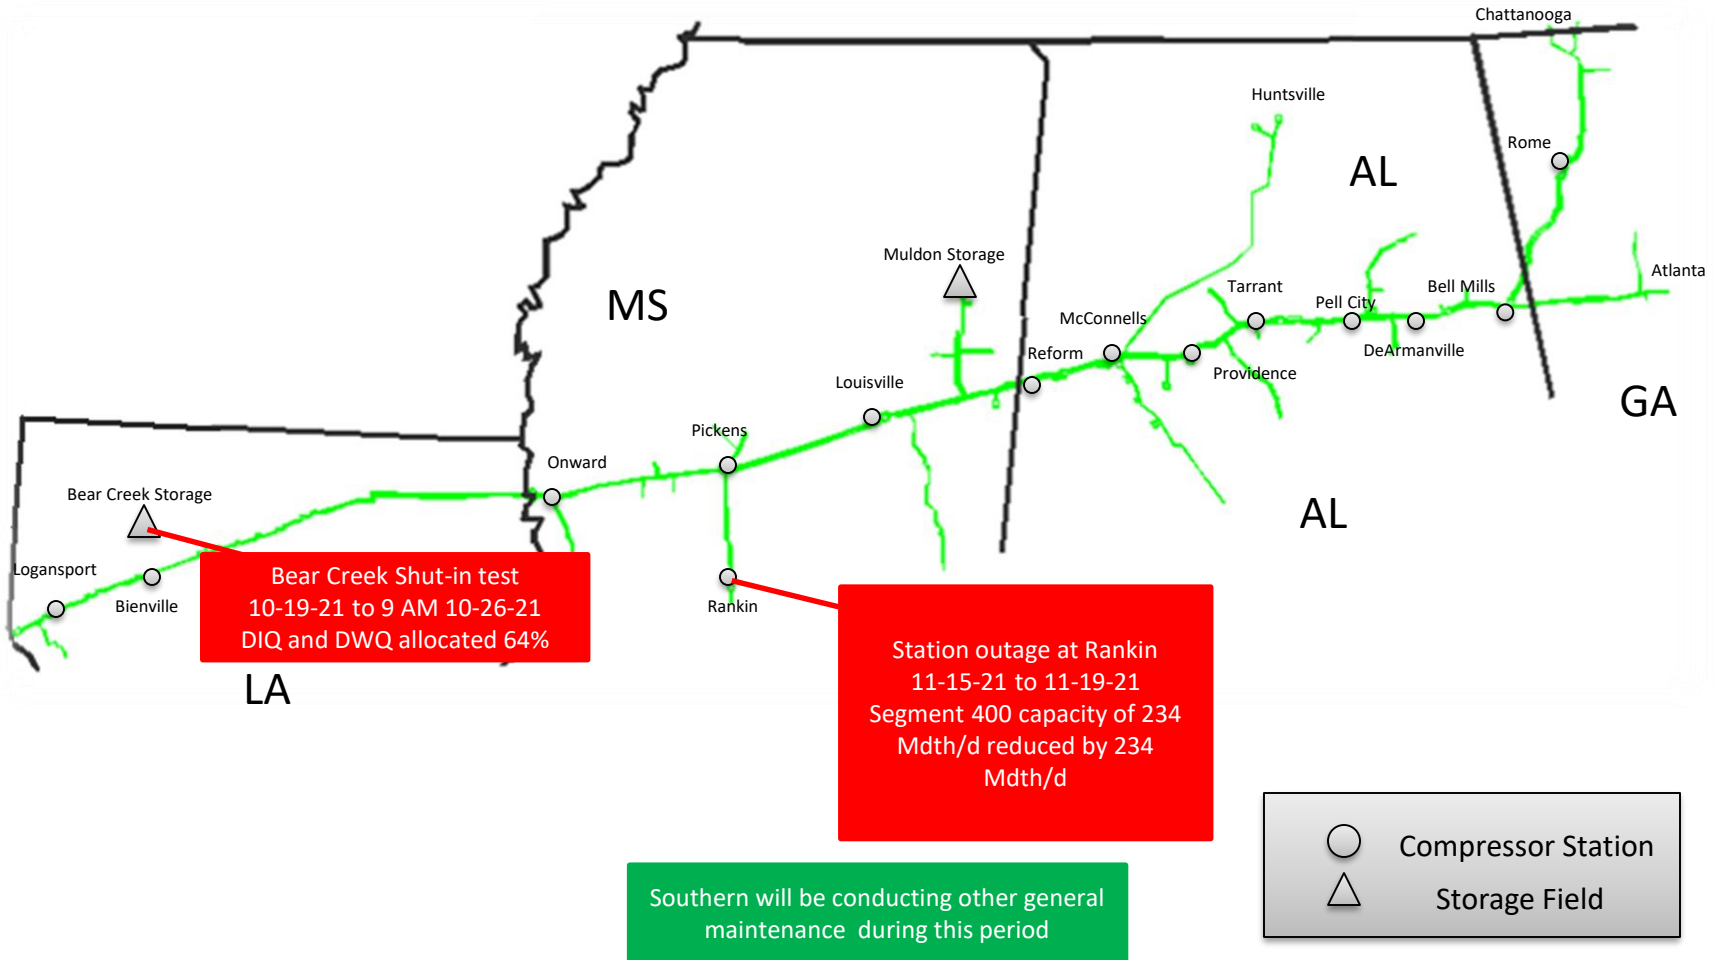 Chattanooga
Huntsville
Rome
AL
Muldon Storage
MS
Atlanta
Tarrant
Bell Mills
Pell City
McConnells
Reform
DeArmanville
Providence
Louisville
GA
Pickens
Onward
Bear Creek Storage
AL
Logansport
Bienville
Rankin
Bear Creek Shut-in test
10-19-21 to 9 AM 10-26-21
DIQ and DWQ allocated 64%
LA
Station outage at Rankin
11-15-21 to 11-19-21
Segment 400 capacity of 234
Mdth/d reduced by 234
Mdth/d
Southern will be conducting other general
maintenance during this period
Compressor Station
Storage Field